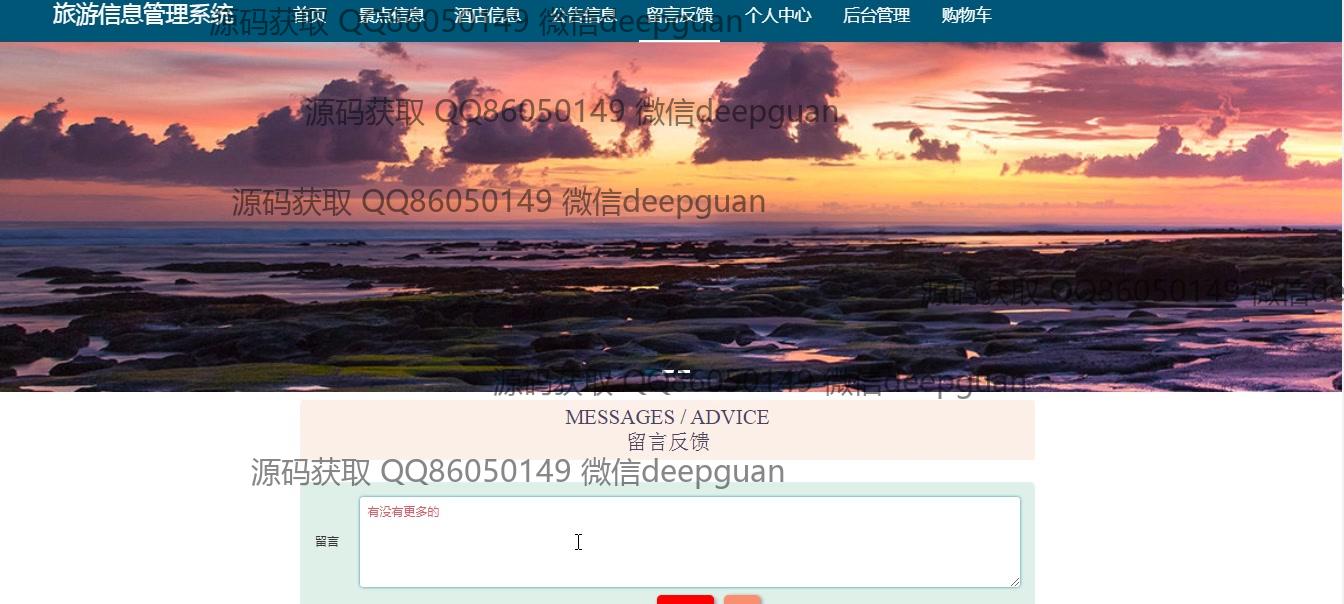 旅游信息管理系统 首页 景点信息 酒店信息 公告信息 留言反馈 个人中心 后台管理 购物车
源码获取 QQ86050149 微信deepguan
源码获取 QQ86050149 微信deepguan
源码获取 QQ86050149 微信deepguan
源码获取 QQ86050149 微信de
源码获取 QQ86050149 微信deepguan
MESSAGES / ADVICE
留言反馈
源码获取 QQ86050149 微信deepguan
有没有更多的
留言